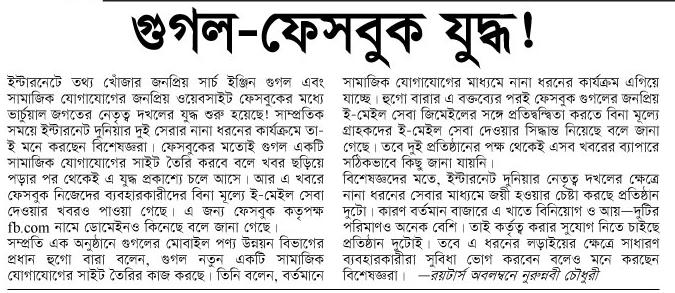 গুগল-ফেসবুক যুদ্ধ!
ইন্টারনেটে তথ্য খোঁজার জনপ্রিয় সার্চ ইঞ্জিন গুগল এবং
সামাজিক যোগাযোগের জনপ্রিয় ওয়েবসাইট ফেসবুকের মধ্যে
ভার্চুয়াল জগতের নেতৃত্ব দখলের যুদ্ধ শুরু হয়েছে! সাম্প্রতিক
সময়ে ইন্টারনেট দুনিয়ার দুই সেরার নানা ধরনের কার্যক্রমে তা-
ই মনে করছেন বিশেষজ্ঞরা। ফেসবুকের মতোই গুগল একটি
সামাজিক যোগাযোগের সাইট তৈরি করবে বলে খবর ছড়িয়ে
পড়ার পর থেকেই এ যুদ্ধ প্রকাশ্যে চলে আসে। আর এ খবরে
ফেসবুক নিজেদের ব্যবহারকারীদের বিনা মূল্যে ই-মেইল সেবা
দেওয়ার খবরও পাওয়া গেছে। এ জন্য ফেসবুক কতৃপক্ষ
fb.com নামে ডোমেইনও কিনেছে বলে জানা গেছে।
সম্প্রতি এক অনুষ্ঠানে গুগলের মোবাইল পণ্য উন্নয়ন বিভাগের
প্রধান হুগো বারা বলেন, গুগল নতুন একটি সামাজিক
যোগাযোগের সাইট তৈরির কাজ করছে। তিনি বলেন, বর্তমানে
সামাজিক যোগাযোগের মাধ্যমে নানা ধরনের কার্যক্রম এগিয়ে
যাচ্ছে। হুগো বারার এ বক্তব্যের পরই ফেসবুক গুগলের জনপ্রিয়
ই-মেইল সেবা জিমেইলের সঙ্গে প্রতিদ্বন্দ্বিতা করতে বিনা মূল্যে
গ্রাহকদের ই-মেইল সেবা দেওয়ার সিদ্ধান্ত নিয়েছে বলে জানা
গেছে। তবে দুই প্রতিষ্ঠানের পক্ষ থেকেই এসব খবরের ব্যাপারে
সঠিকভাবে কিছু জানা যায়নি।
বিশেষজ্ঞদের মতে, ইন্টারনেট দুনিয়ার নেতৃত্ব দখলের ক্ষেত্রে
নানা ধরনের সেবার মাধ্যমে জয়ী হওয়ার চেষ্টা করছে প্রতিষ্ঠান
দুটো। কারণ বর্তমান বাজারে এ খাতে বিনিয়োগ ও আয়—দুটির
পরিমাণও অনেক বেশি। তাই কর্তৃত্ব করার সুযোগ নিতে চাইছে
প্রতিষ্ঠান দুটোই। তবে এ ধরনের লড়াইয়ের ক্ষেত্রে সাধারণ
ব্যবহারকারীরা সুবিধা ভোগ করবেন বলেও মনে করছেন
বিশেষজ্ঞরা। —রয়টার্স অবলম্বনে নুরুন্নবী চৌধুরী